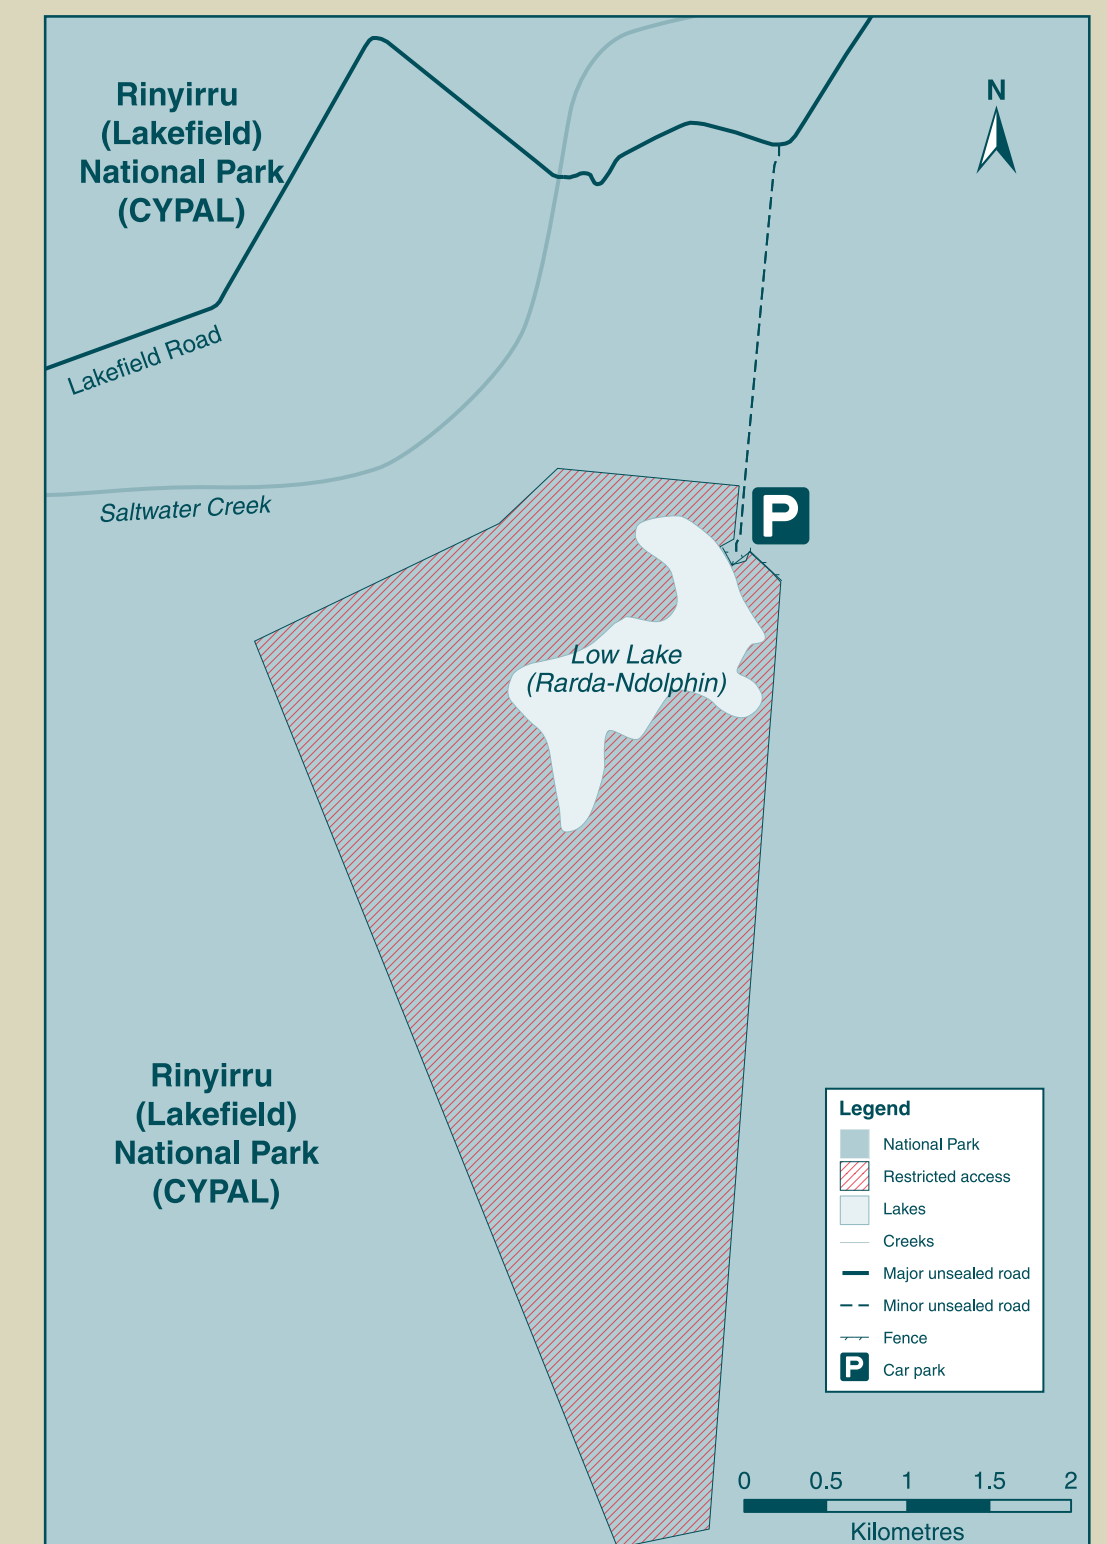 Rinyirru
(Lakefield)
National Park
(CYPAL)
N
Lakefield Road
Saltwater Creek
P
Low Lake
(Rarda-Ndolphin)
Rinyirru
(Lakefield)
National Park
(CYPAL)
Legend
National Park
Restricted access
Lakes
Creeks
Major unsealed road
Minor unsealed road
Fence
P Car park
0 0.5 1 1.5 2
Kilometres